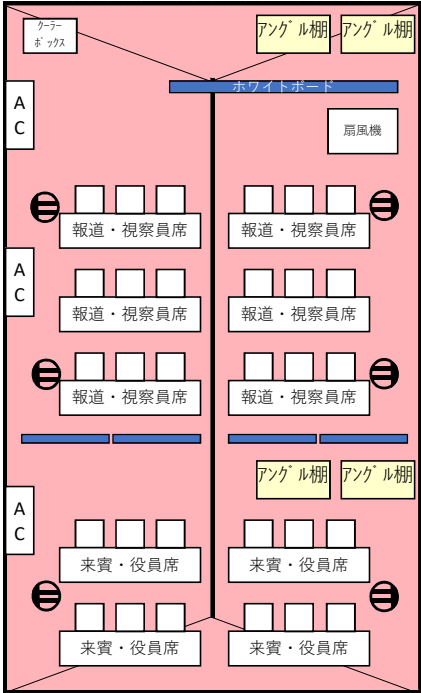 クーラー
ボックス
アングル棚
アングル棚
ホワイトボード
A
C
扇風機
報道・視察員席
報道・視察員席
A
C
報道・視察員席
報道・視察員席
報道・視察員席
報道・視察員席
アングル棚
アングル棚
A
C
来賓・役員席
来賓・役員席
来賓・役員席
来賓・役員席